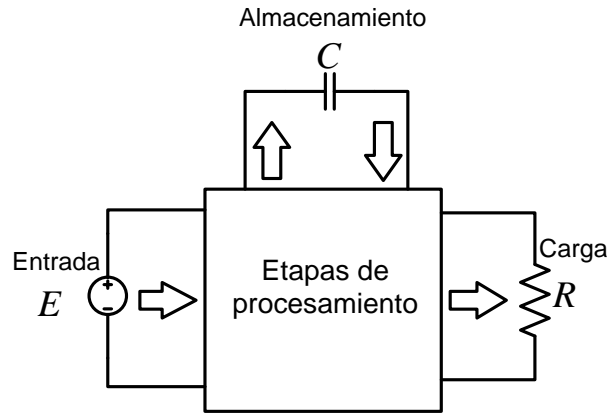 Almacenamiento
C
Entrada
E
Etapas de
procesamiento
Carga
R